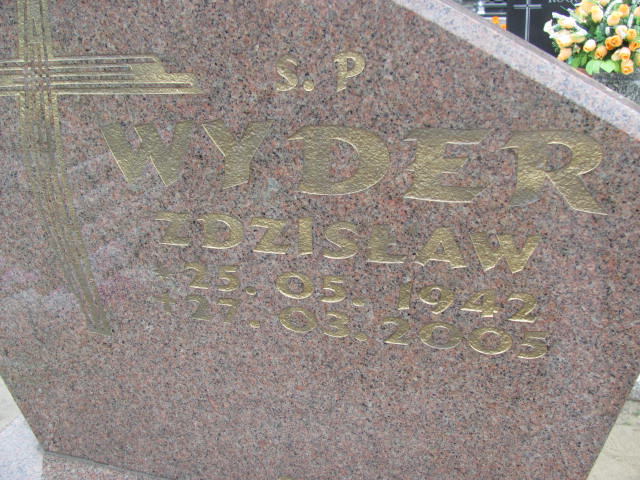 S. P
WYDER
ZDZISŁAW
* 25. 05. 1942
† 27. 03. 2005